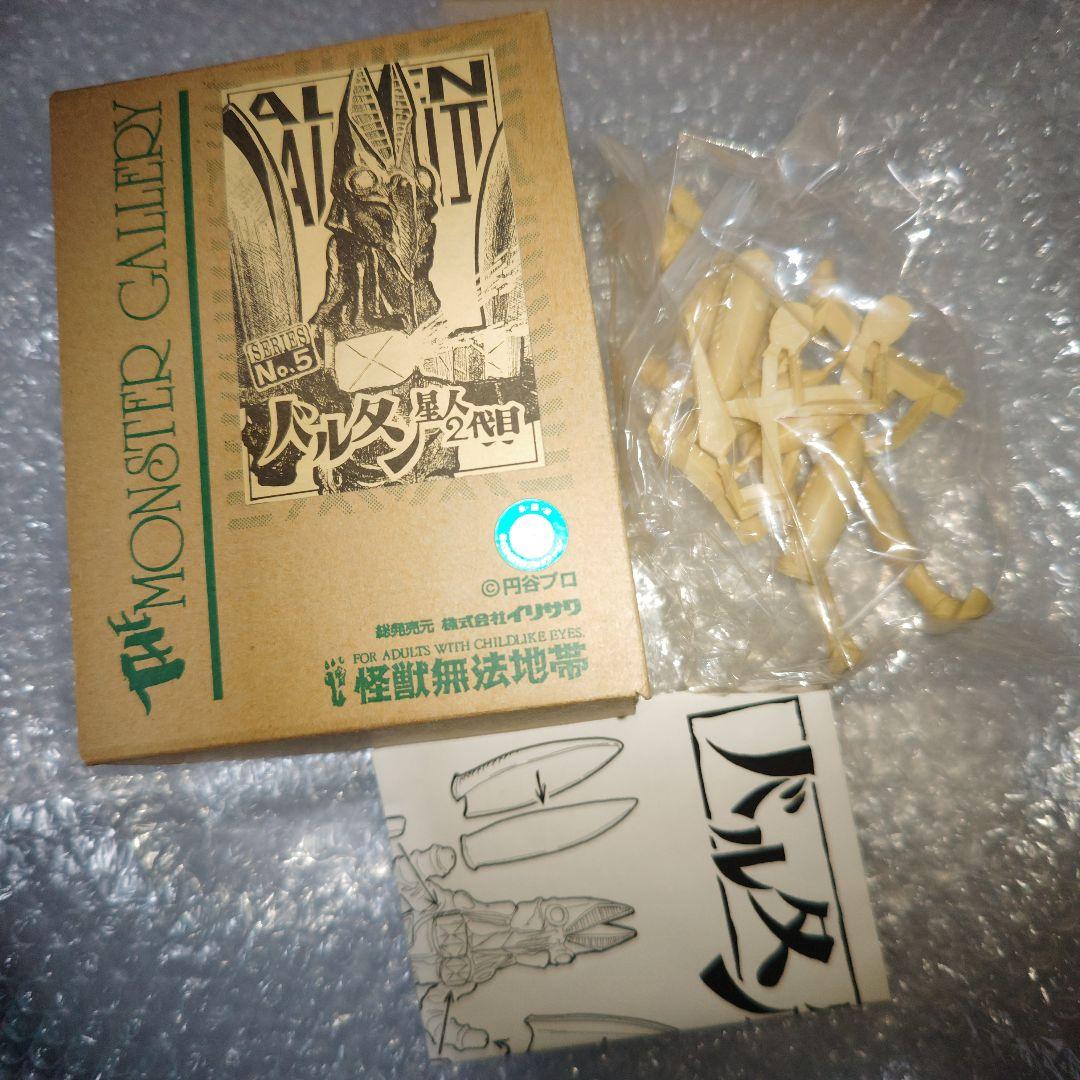 THE MONSTER GALLERY
ALIEN
SERIES
No.5
バルタン星人
2代目
©円谷プロ
総発売元 株式会社イリサワ
FOR ADULTS WITH CHILDLIKE EYES.
怪獣無法地帯
バルタン